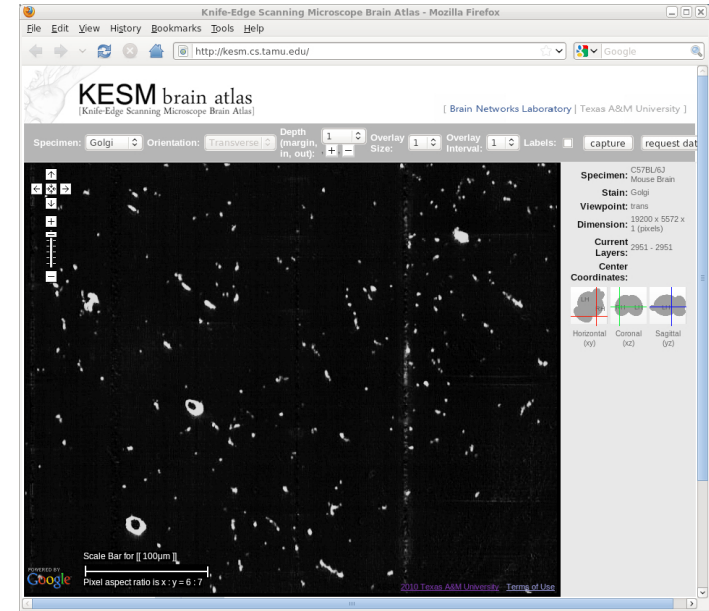 Knife-Edge Scanning Microscope Brain Atlas - Mozilla Firefox
File Edit View History Bookmarks Tools Help
http://kesm.cs.tamu.edu/
Google
KESM brain atlas
[Knife-Edge Scanning Microscope Brain Atlas]
[ Brain Networks Laboratory | Texas A&M University ]
Specimen: Golgi Orientation: Transverse Depth (margin, in, out): 1 + - Overlay Size: 1 Overlay Interval: 1 Labels: capture request dat
Specimen: C57BL/6J Mouse Brain
Stain: Golgi
Viewpoint: trans
Dimension: 19200 x 5572 x 1 (pixels)
Current Layers: 2951 - 2951
Center Coordinates:
Horizontal (xy) Coronal (xz) Sagittal (yz)
Scale Bar for [[ 100µm ]]
Pixel aspect ratio is x : y = 6 : 7
POWERED BY
Google
2010 Texas A&M University - Terms of Use